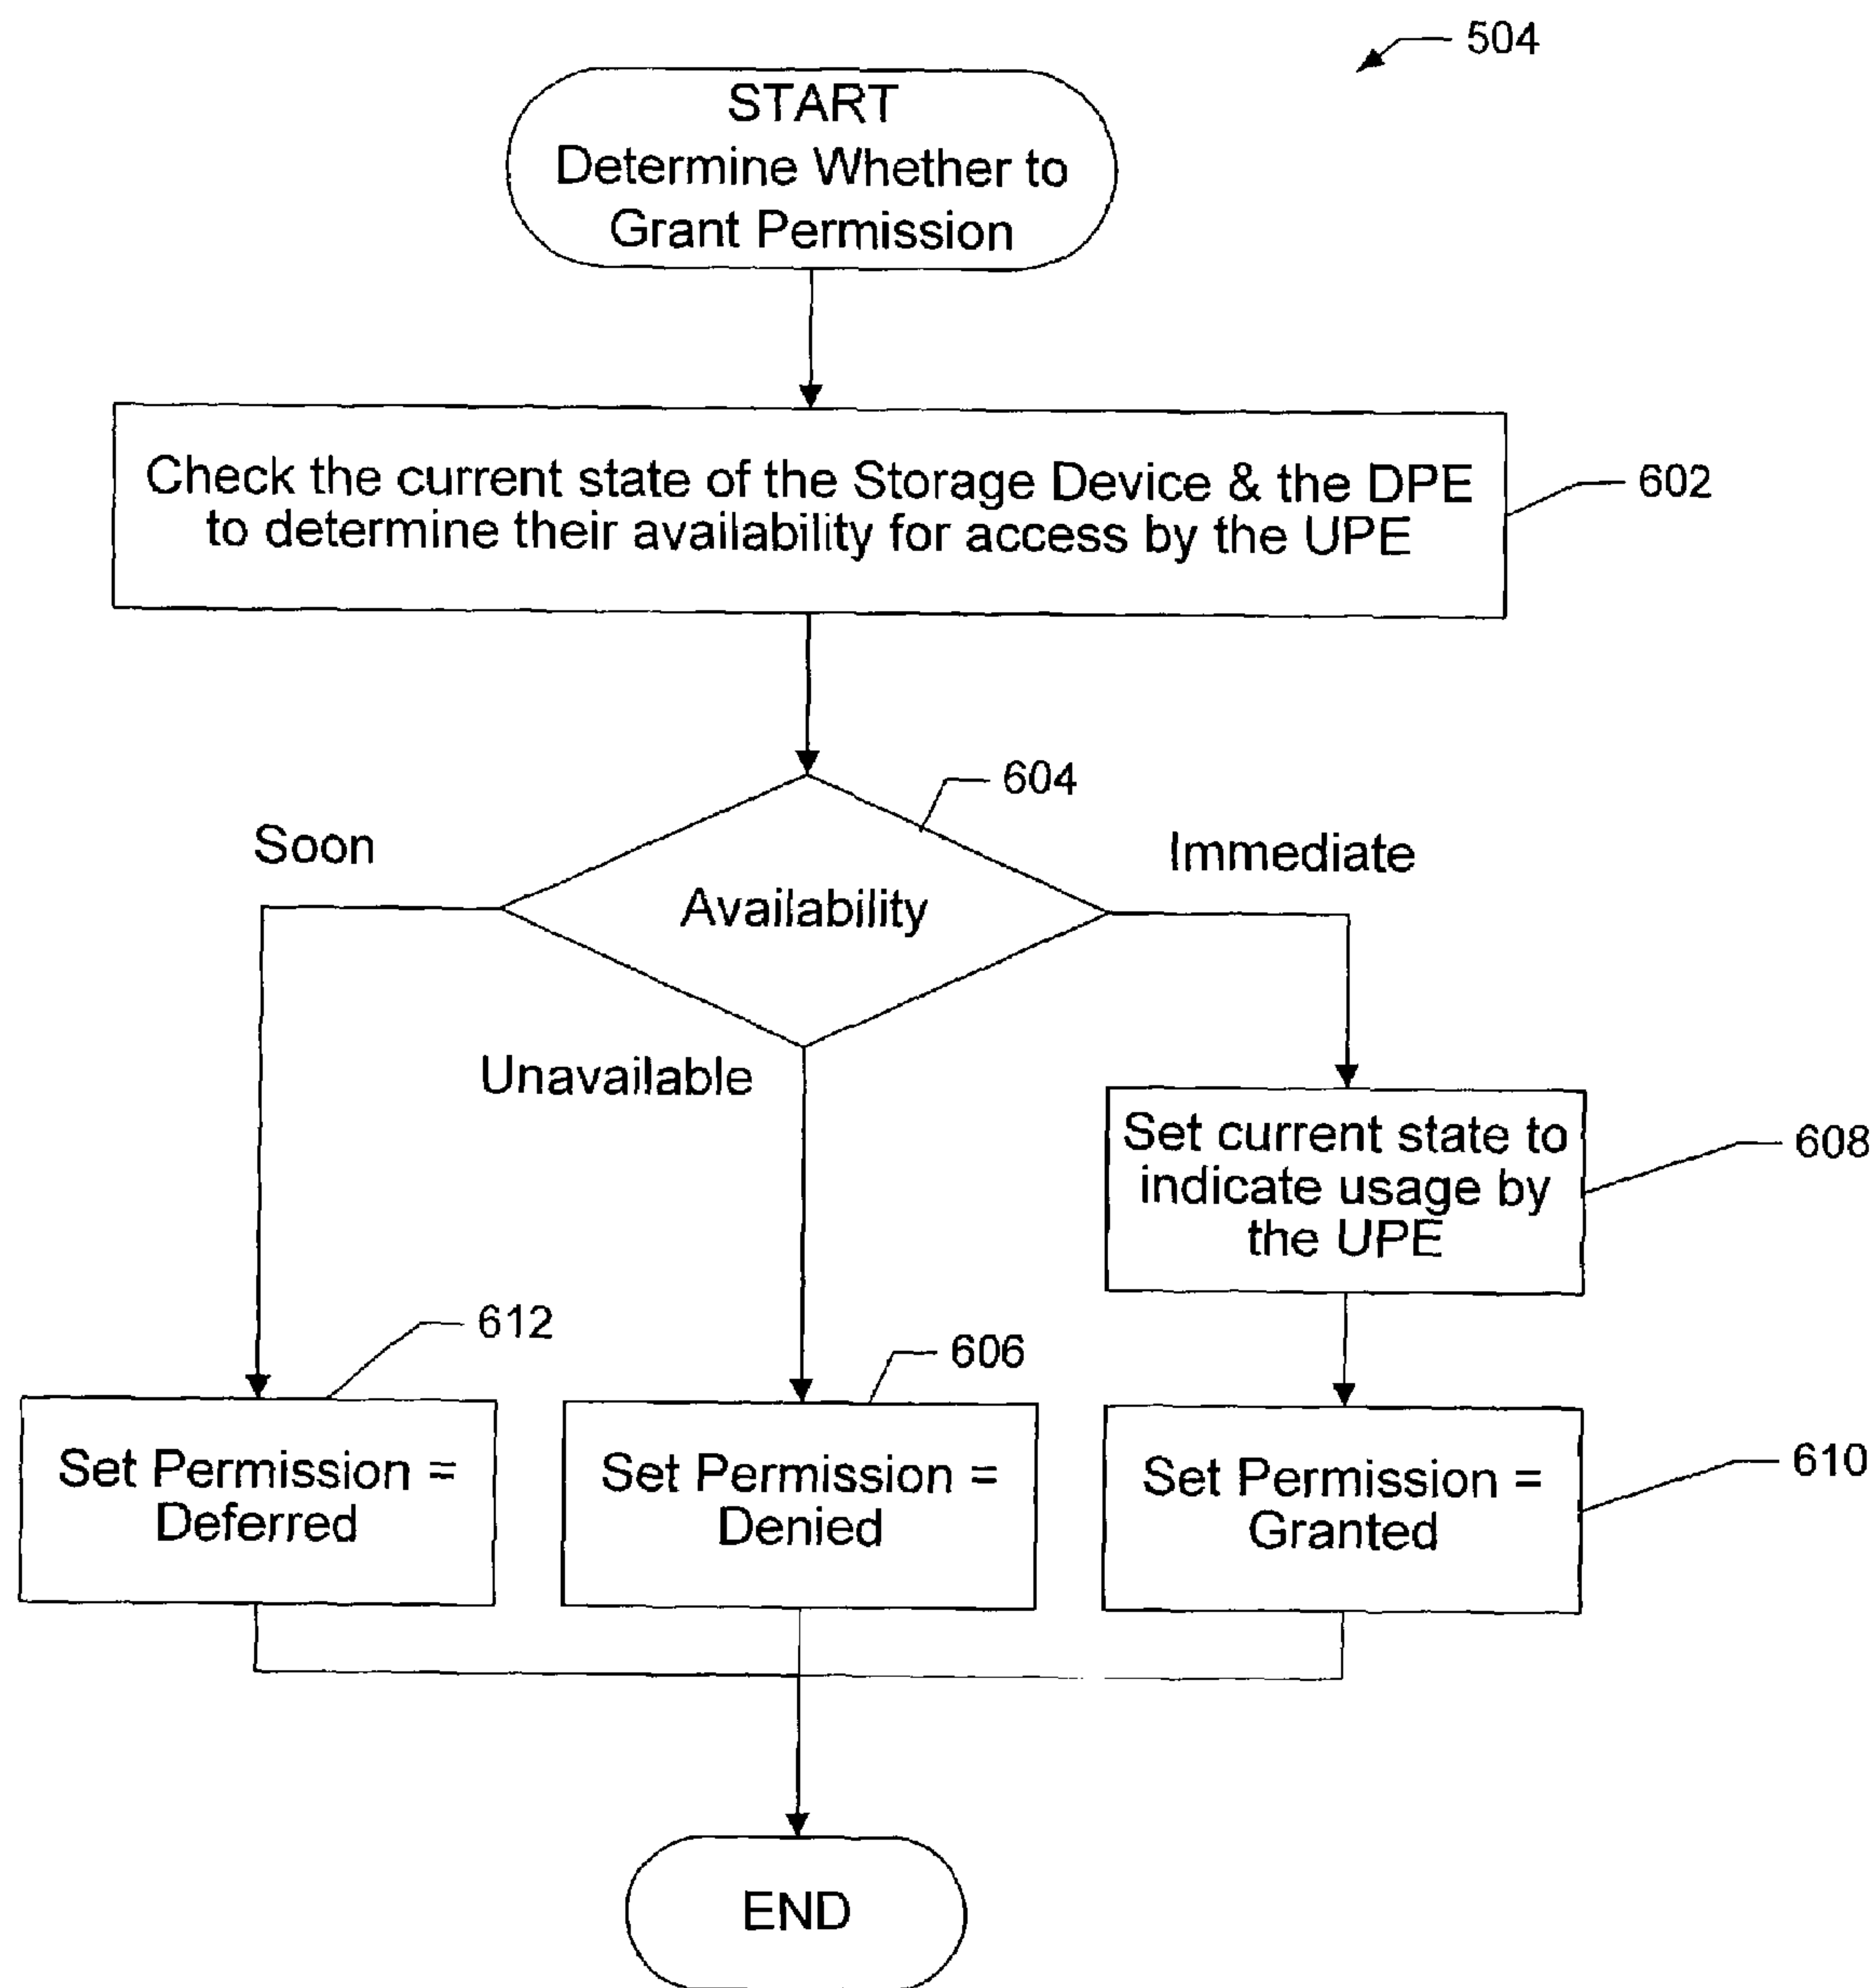 504
START
Determine Whether to
Grant Permission
Check the current state of the Storage Device & the DPE
to determine their availability for access by the UPE
602
604
Soon
Immediate
Availability
Unavailable
Set current state to
indicate usage by
the UPE
608
612
606
Set Permission =
Deferred
Set Permission =
Denied
Set Permission =
Granted
610
END